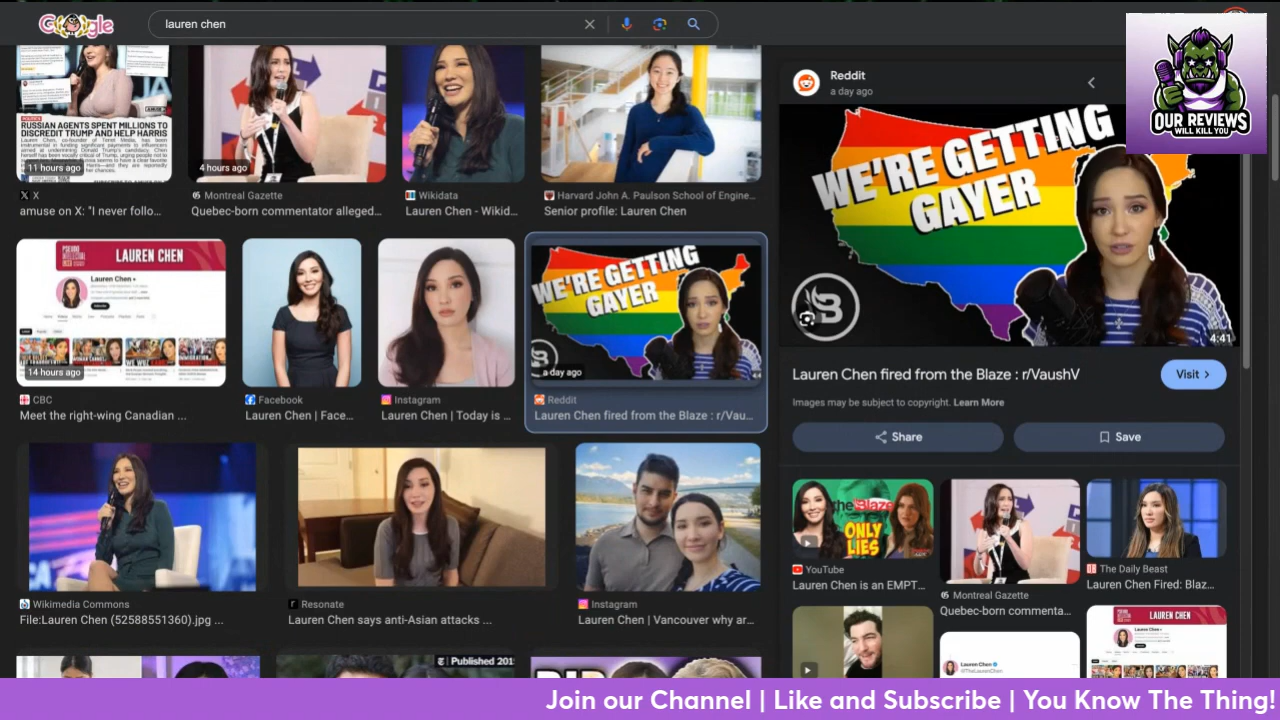 Google
lauren chen
RUSSIAN AGENTS SPENT MILLIONS TO
DISCREDIT TRUMP AND HELP HARRIS
11 hours ago
X
amuse on X: "I never follo...
4 hours ago
Montreal Gazette
Quebec-born commentator alleged...
Wikidata
Lauren Chen - Wikid...
Harvard John A. Paulson School of Engine...
Senior profile: Lauren Chen
PSEUDO
INTELLECTUAL
LAUREN CHEN
Lauren Chen
14 hours ago
CBC
Meet the right-wing Canadian ...
Facebook
Lauren Chen | Face...
Instagram
Lauren Chen | Today is ...
WE'RE GETTING
GAYER
a day ago
Reddit
Lauren Chen fired from the Blaze : r/Vau...
Wikimedia Commons
File:Lauren Chen (52588551360).jpg ...
Resonate
Lauren Chen says anti-Asian attacks ...
Instagram
Lauren Chen | Vancouver why ar...
Published 201
Reddit
a day ago
WE'RE GETTING
GAYER
B
4:41
Lauren Chen fired from the Blaze : r/VaushV
Visit
Images may be subject to copyright. Learn More
Share
Save
theBlaze
ONLY
LIES
YouTube
Lauren Chen is an EMPT...
Montreal Gazette
Quebec-born commenta...
The Daily Beast
Lauren Chen Fired: Blaz...
Lauren Chen
@TheLaurenChen
LAUREN CHEN
OUR REVIEWS
WILL KILL YOU
Join our Channel | Like and Subscribe | You Know The Thing!